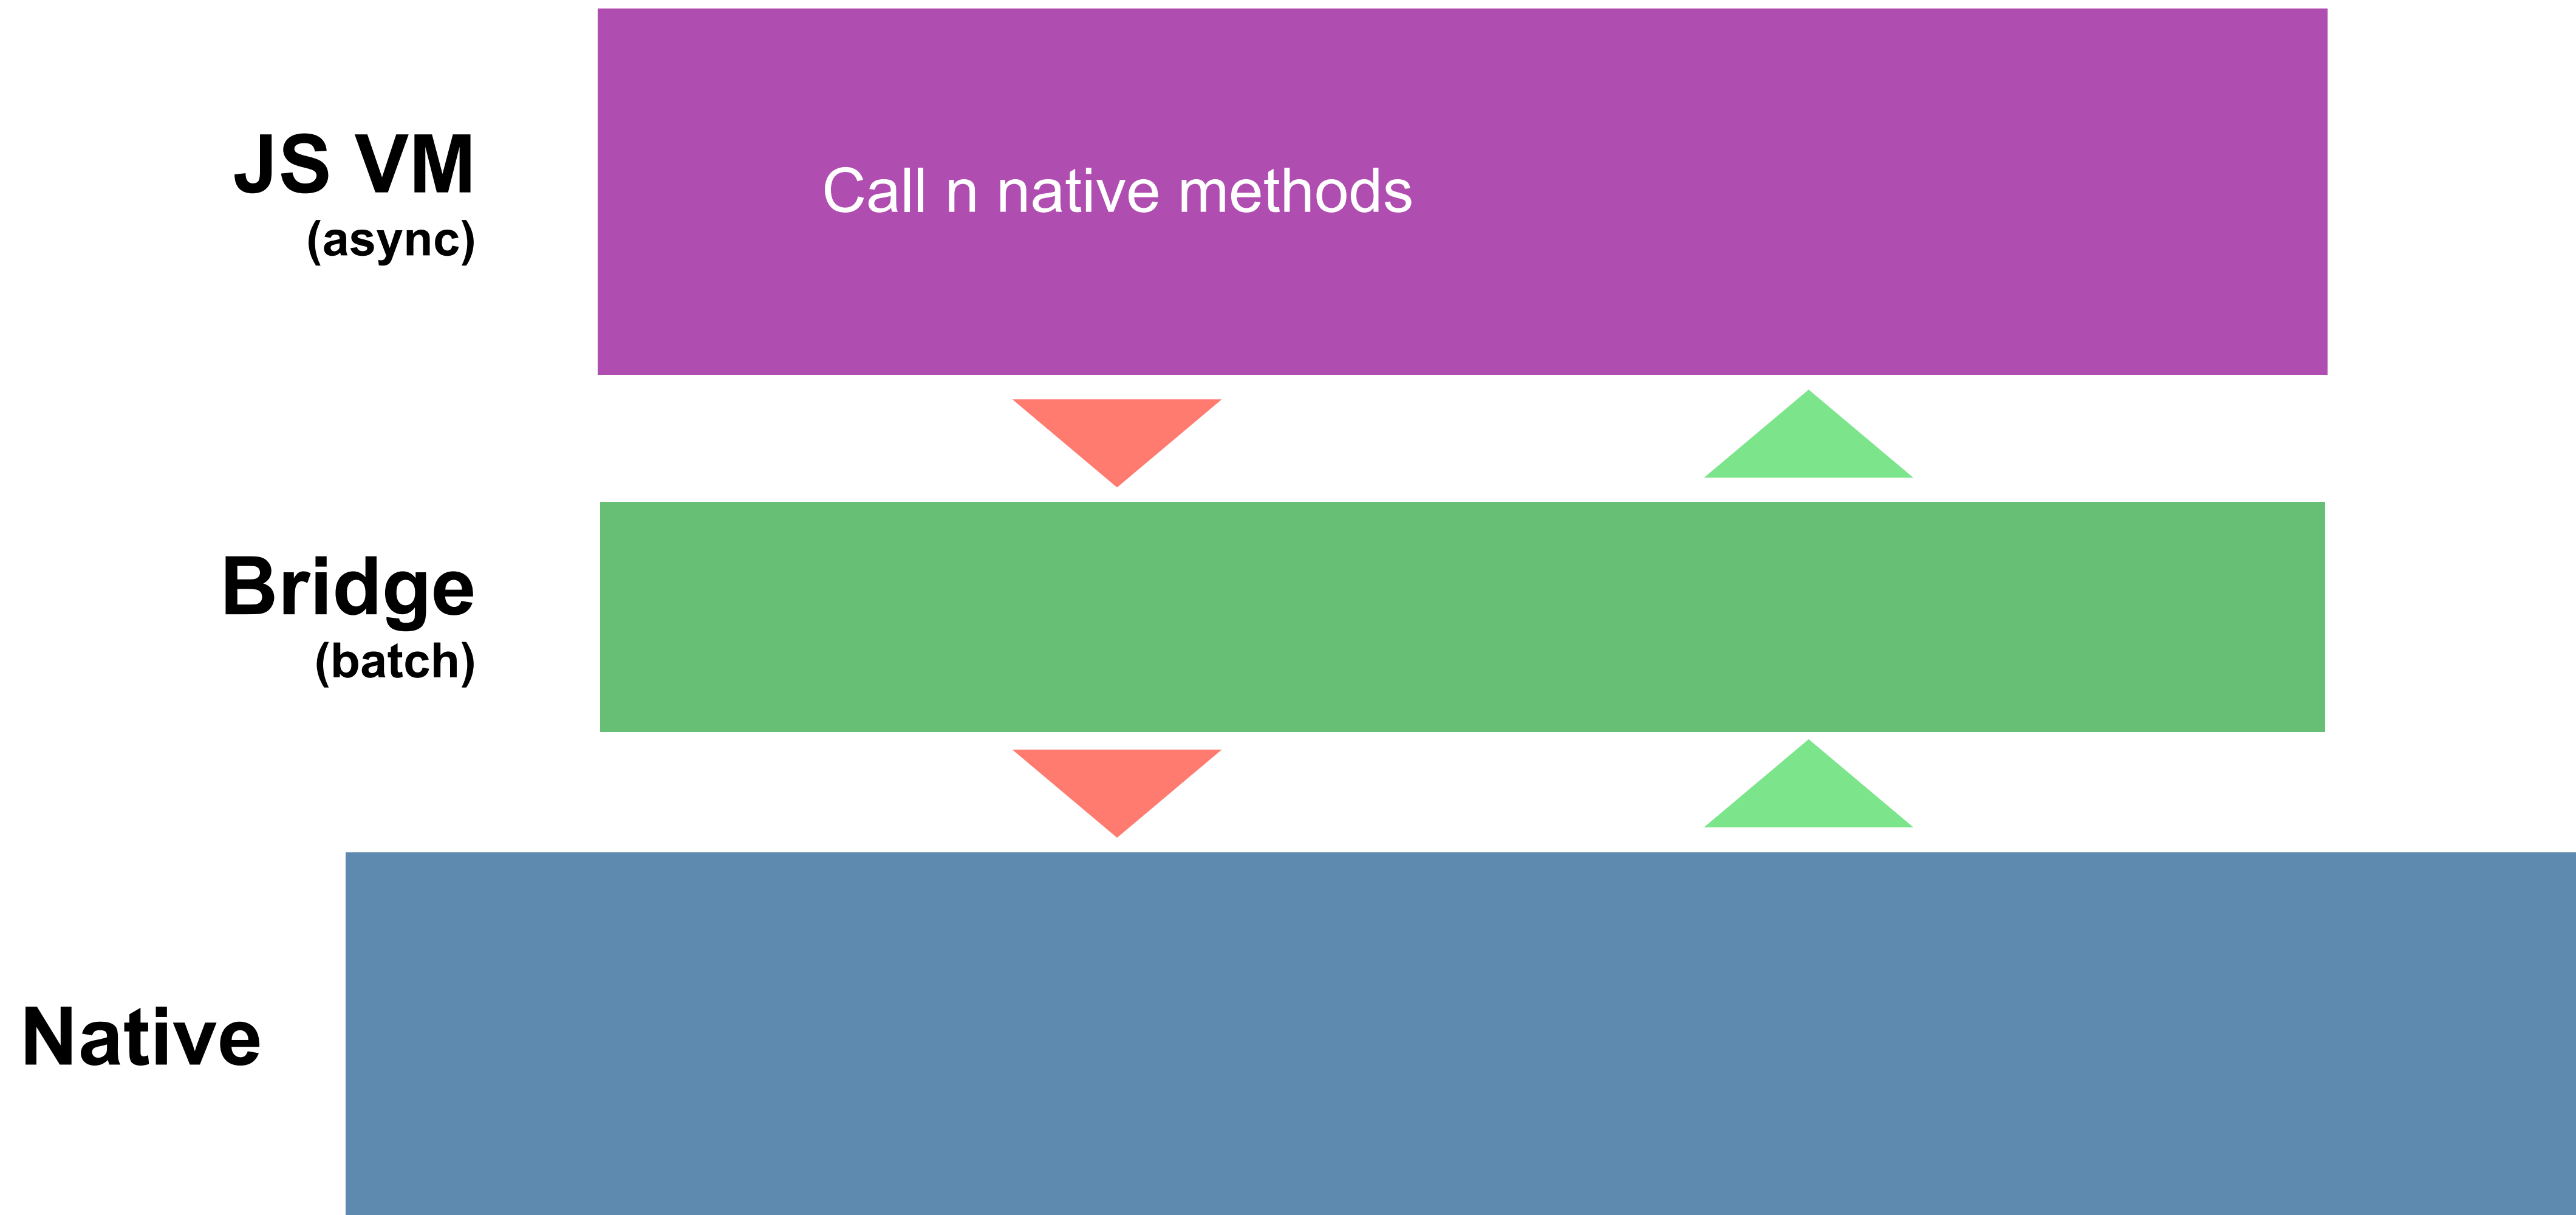 JS VM
(async)
Call n native methods
Bridge
(batch)
Native